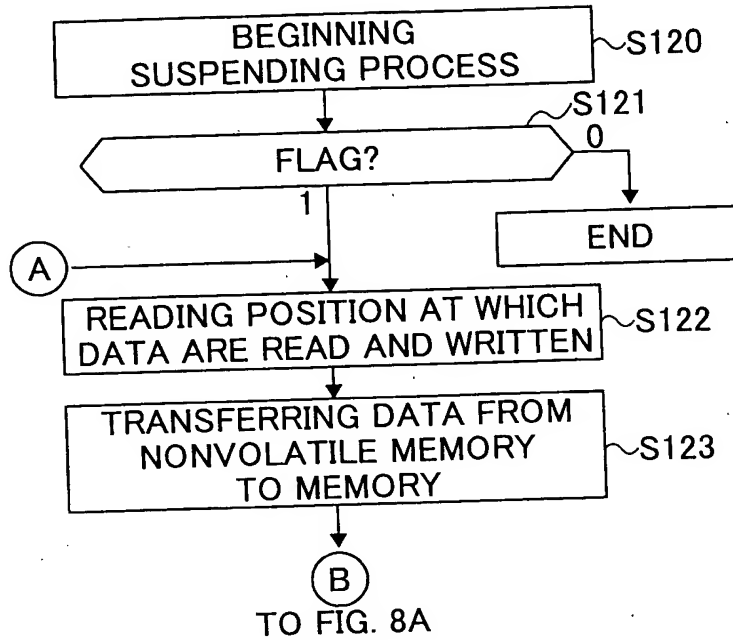 BEGINNING
SUSPENDING PROCESS
S120
S121
FLAG?
0
1
END
A
READING POSITION AT WHICH
DATA ARE READ AND WRITTEN
S122
TRANSFERRING DATA FROM
NONVOLATILE MEMORY
TO MEMORY
S123
B
TO FIG. 8A